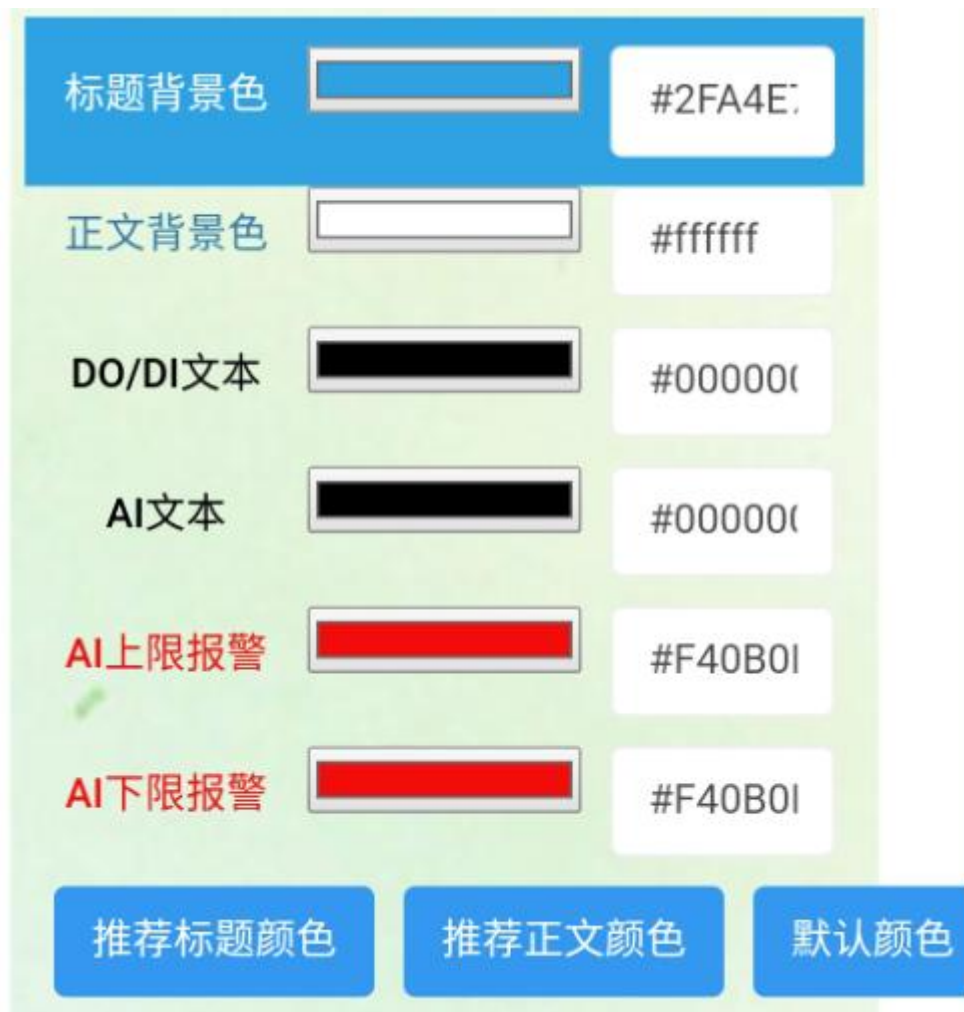 标题背景色 #2FA4E
正文背景色 #ffffff
DO/DI文本 #00000
AI文本 #00000
AI上限报警 #F40B0
AI下限报警 #F40B0
推荐标题颜色 推荐正文颜色 默认颜色